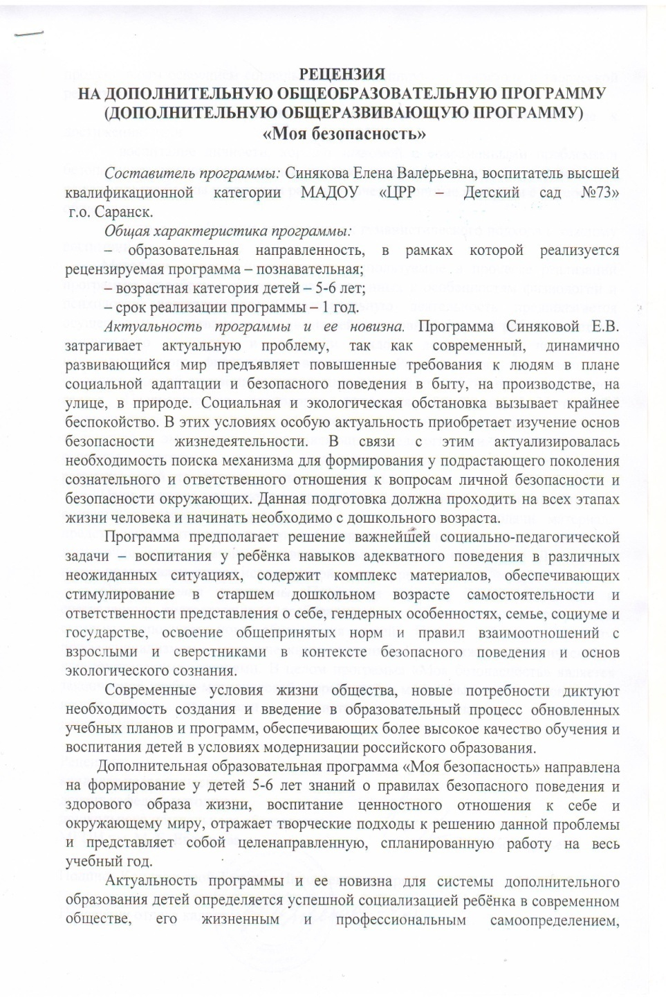 РЕЦЕНЗИЯ
НА ДОПОЛНИТЕЛЬНУЮ ОБЩЕОБРАЗОВАТЕЛЬНУЮ ПРОГРАММУ
(ДОПОЛНИТЕЛЬНУЮ ОБЩЕРАЗВИВАЮЩУЮ ПРОГРАММУ)
«Моя безопасность»
Составитель программы: Синякова Елена Валерьевна, воспитатель высшей
квалификационной категории МАДОУ «ЦРР – Детский сад №73»
г.о. Саранск.
Общая характеристика программы:
– образовательная направленность, в рамках которой реализуется
рецензируемая программа – познавательная;
– возрастная категория детей – 5-6 лет;
– срок реализации программы – 1 год.
Актуальность программы и ее новизна. Программа Синяковой Е.В.
затрагивает актуальную проблему, так как современный, динамично
развивающийся мир предъявляет повышенные требования к людям в плане
социальной адаптации и безопасного поведения в быту, на производстве, на
улице, в природе. Социальная и экологическая обстановка вызывает крайнее
беспокойство. В этих условиях особую актуальность приобретает изучение основ
безопасности жизнедеятельности. В связи с этим актуализировалась
необходимость поиска механизма для формирования у подрастающего поколения
сознательного и ответственного отношения к вопросам личной безопасности и
безопасности окружающих. Данная подготовка должна проходить на всех этапах
жизни человека и начинать необходимо с дошкольного возраста.
Программа предполагает решение важнейшей социально-педагогической
задачи – воспитания у ребёнка навыков адекватного поведения в различных
неожиданных ситуациях, содержит комплекс материалов, обеспечивающих
стимулирование в старшем дошкольном возрасте самостоятельности и
ответственности представления о себе, гендерных особенностях, семье, социуме и
государстве, освоение общепринятых норм и правил взаимоотношений с
взрослыми и сверстниками в контексте безопасного поведения и основ
экологического сознания.
Современные условия жизни общества, новые потребности диктуют
необходимость создания и введение в образовательный процесс обновленных
учебных планов и программ, обеспечивающих более высокое качество обучения и
воспитания детей в условиях модернизации российского образования.
Дополнительная образовательная программа «Моя безопасность» направлена
на формирование у детей 5-6 лет знаний о правилах безопасного поведения и
здорового образа жизни, воспитание ценностного отношения к себе и
окружающему миру, отражает творческие подходы к решению данной проблемы
и представляет собой целенаправленную, спланированную работу на весь
учебный год.
Актуальность программы и ее новизна для системы дополнительного
образования детей определяется успешной социализацией ребёнка в современном
обществе, его жизненным и профессиональным самоопределением,